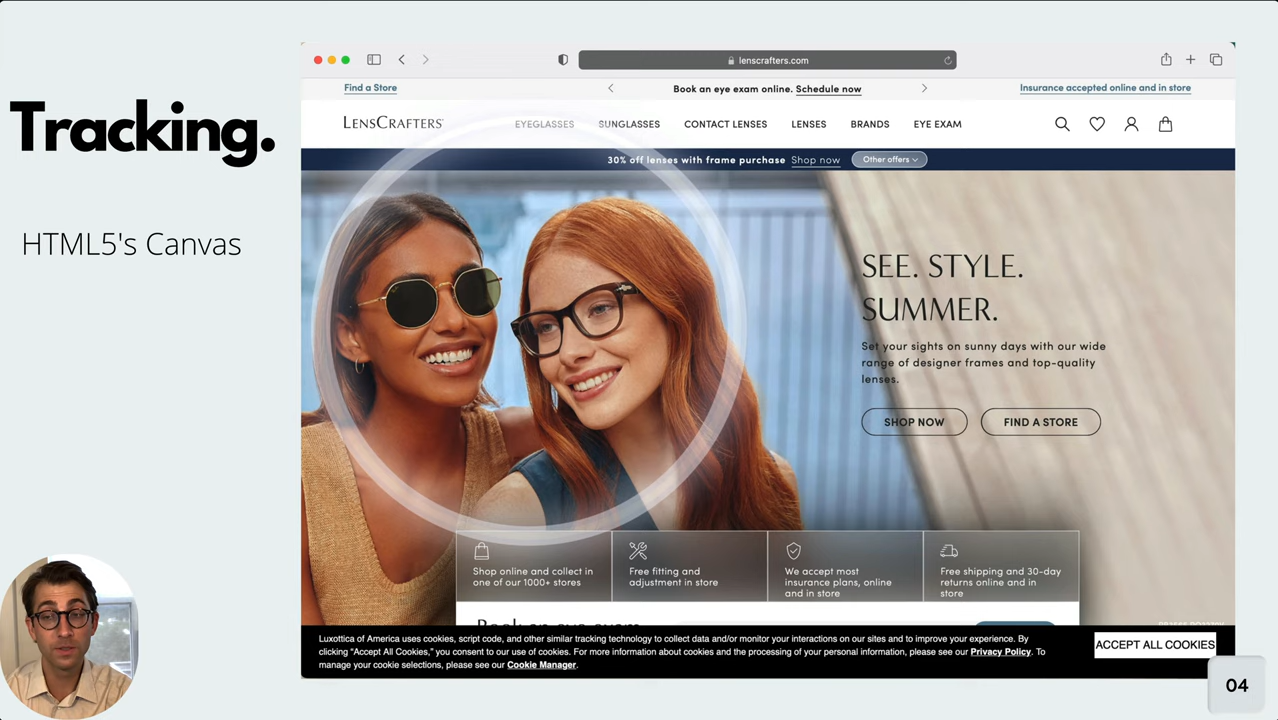 Tracking.
HTML5's Canvas
lenscrafters.com
Find a Store
Book an eye exam online. Schedule now
Insurance accepted online and in store
LENSCRAFTERS
EYEGLASSES
SUNGLASSES
CONTACT LENSES
LENSES
BRANDS
EYE EXAM
30% off lenses with frame purchase Shop now
Other offers
SEE. STYLE.
SUMMER.
Set your sights on sunny days with our wide
range of designer frames and top-quality
lenses.
SHOP NOW
FIND A STORE
Shop online and collect in
one of our 1000+ stores
Free fitting and
adjustment in store
We accept most
insurance plans, online
and in store
Free shipping and 30-day
returns online and in
store
Book an eye exam
Luxottica of America uses cookies, script code, and other similar tracking technology to collect data and/or monitor your interactions on our sites and to improve your experience. By
clicking “Accept All Cookies,” you consent to our use of cookies. For more information about cookies and the processing of your personal information, please see our Privacy Policy. To
manage your cookie selections, please see our Cookie Manager.
ACCEPT ALL COOKIES
04